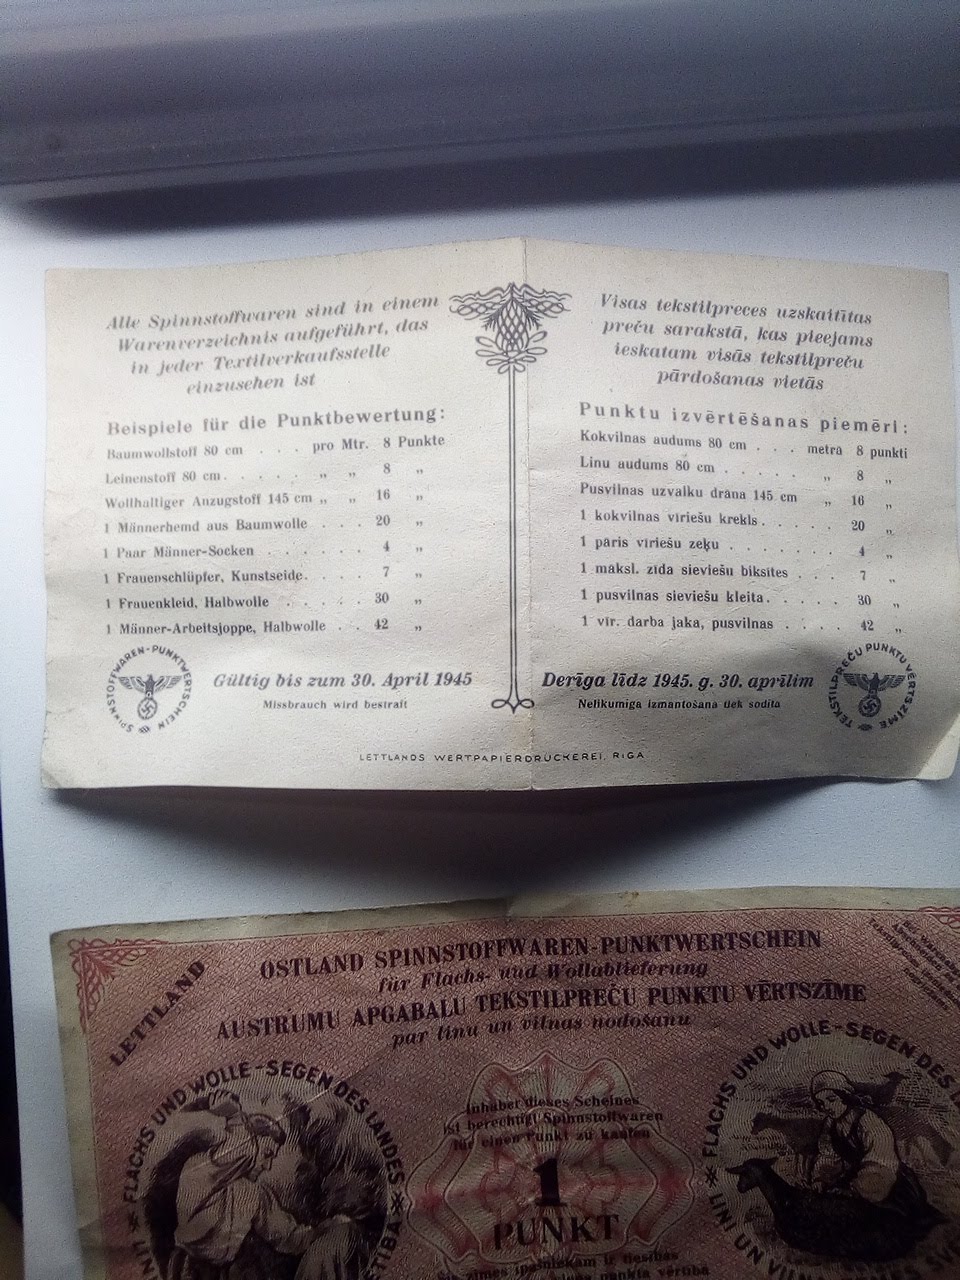 Alle Spinnstoffwaren sind in einem
Warenverzeichnis aufgeführt, das
in jeder Textilverkaufsstelle
einzusehen ist
Beispiele für die Punktbewertung:
Baumwollstoff 80 cm . . . pro Mtr. 8 Punkte
Leinenstoff 80 cm . . . . . „ „ 8 „
Wollhaltiger Anzugstoff 145 cm „ „ 16 „
1 Männerhemd aus Baumwolle . . . . 20 „
1 Paar Männer-Socken . . . . . . . 4 „
1 Frauenschlüpfer, Kunstseide . . . . 7 „
1 Frauenkleid, Halbwolle . . . . . . 30 „
1 Männer-Arbeitsjoppe, Halbwolle . . 42 „
SPINNSTOFFWAREN-PUNKTWERTSCHEIN
Gültig bis zum 30. April 1945
Missbrauch wird bestraft
Visas tekstilpreces uzskaitītas
preču sarakstā, kas pieejams
ieskatam visās tekstilpreču
pārdošanas vietās
Punktu izvērtēšanas piemēri:
Kokvilnas audums 80 cm . . . metrā 8 punkti
Linu audums 80 cm . . . . . „ 8 „
Pusvilnas uzvalku drāna 145 cm „ 16 „
1 kokvilnas vīriešu krekls . . . . . 20 „
1 pāris vīriešu zeķu . . . . . . . 4 „
1 māksl. zīda sieviešu biksītes . . . 7 „
1 pusvilnas sieviešu kleita . . . . . 30 „
1 vīr. darba jaka, pusvilnas . . . . 42 „
Derīga līdz 1945. g. 30. aprīlim
Nelikumīga izmantošana tiek sodīta
TEKSTILPREČU PUNKTU VĒRTSZĪME
LETTLANDS WERTPAPIERDRUCKEREI, RIGA
LETTLAND
OSTLAND SPINNSTOFFWAREN-PUNKTWERTSCHEIN
für Flachs- und Wollablieferung
AUSTRUMU APGABALU TEKSTILPREČU PUNKTU VĒRTSZĪME
par linu un vilnas nodošanu
FLACHS UND WOLLE - SEGEN DES LANDES
Inhaber dieses Scheines
ist berechtigt Spinnstoffwaren
für einen Punkt zu kaufen
1
PUNKT
Šīs zīmes īpašniekam ir tiesības
FLACHS UND WOLLE - SEGEN DES
LINI UN